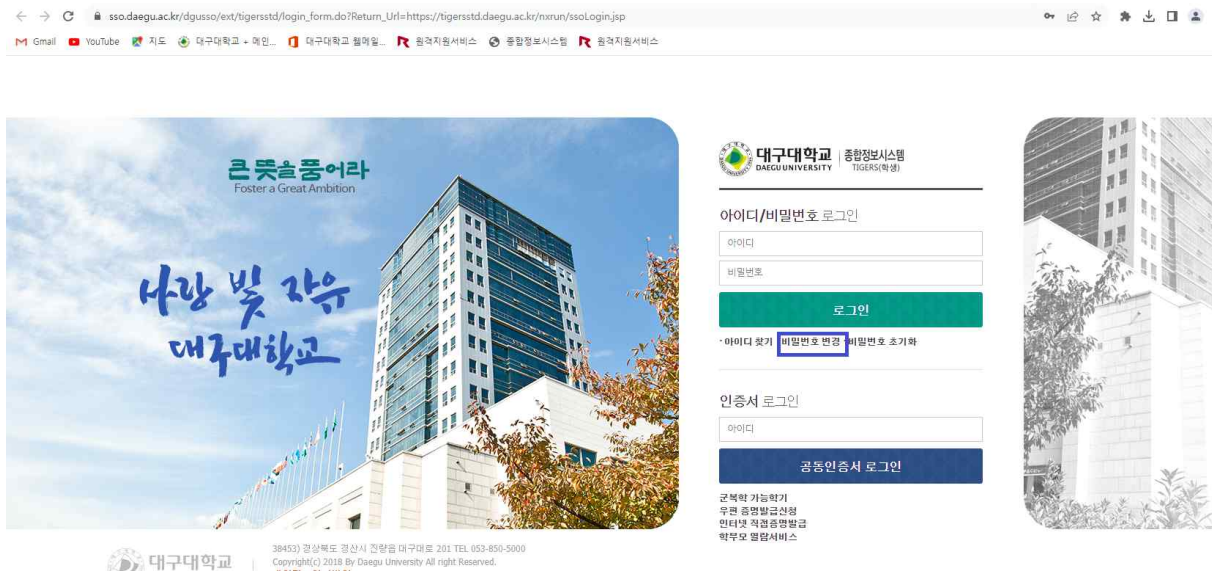 sso.daegu.ac.kr/dgusso/ext/tigersstd/login_form.do?Return_Url=https://tigersstd.daegu.ac.kr/nxrun/ssoLogin.jsp
Gmail YouTube 지도 대구대학교 + 메인... 대구대학교 웹메일... 원격지원서비스 종합정보시스템 원격지원서비스
큰 뜻을 품어라
Foster a Great Ambition
사랑 빛 자유
대구대학교
대구대학교 종합정보시스템
DAEGU UNIVERSITY TIGERS(학생)
아이디/비밀번호 로그인
아이디
비밀번호
로그인
· 아이디 찾기 · 비밀번호 변경 · 비밀번호 초기화
인증서 로그인
아이디
공동인증서 로그인
군복학 가능학기
우편 증명발급신청
인터넷 직접증명발급
학부모 열람서비스
대구대학교
38453) 경상북도 경산시 진량읍 대구대로 201 TEL 053-850-5000
Copyright(c) 2018 By Daegu University All right Reserved.